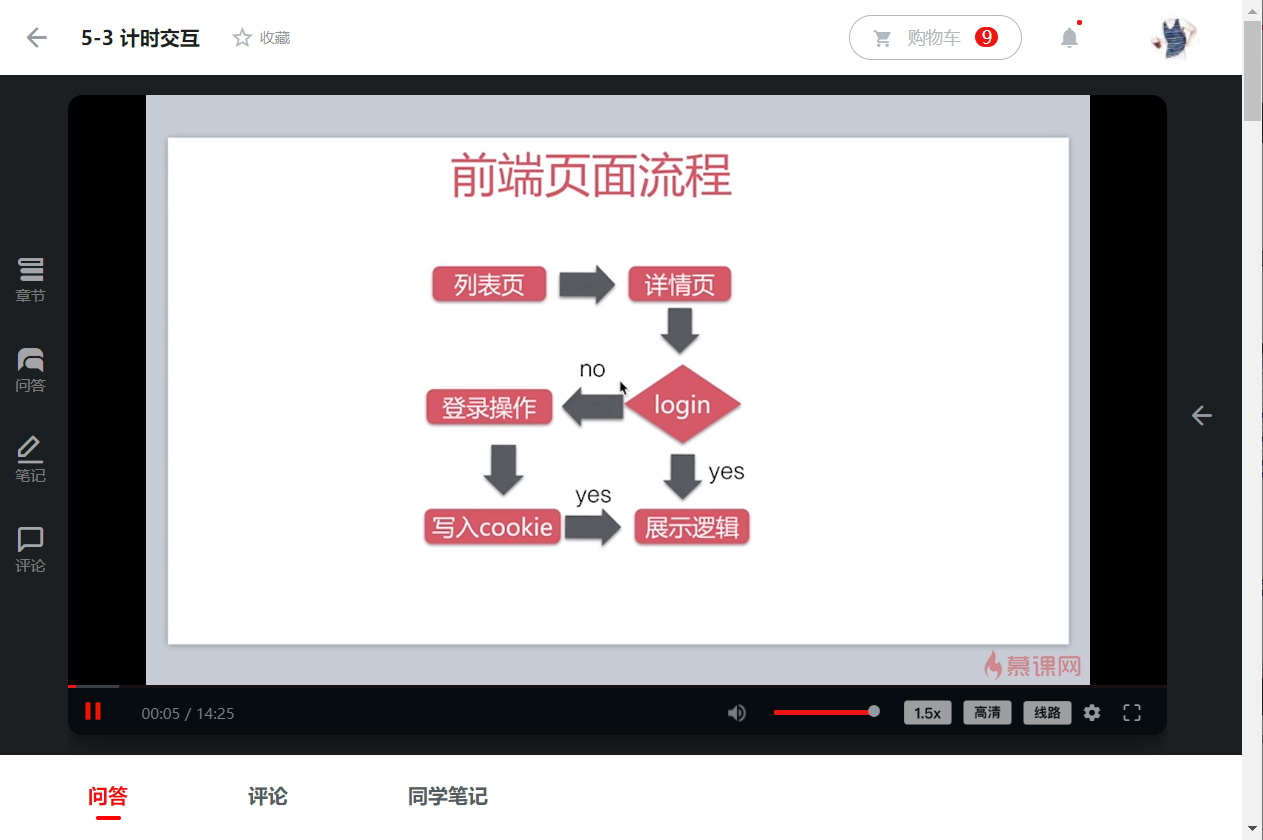 5-3 计时交互
收藏
购物车 9
前端页面流程
列表页
详情页
no
登录操作
login
yes
yes
写入cookie
展示逻辑
慕课网
章节
问答
笔记
评论
00:05 / 14:25
1.5x
高清
线路
问答
评论
同学笔记